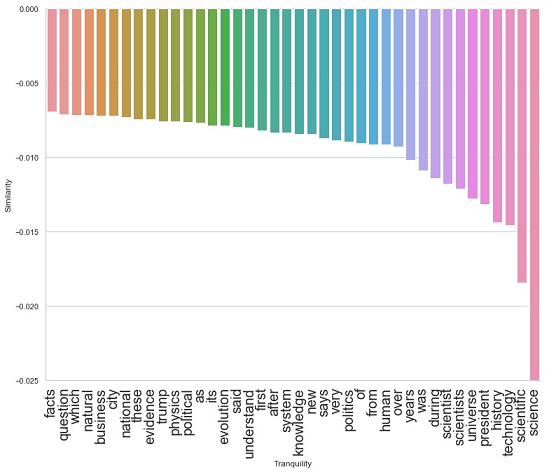 0.000
−0.005
−0.010
−0.015
−0.020
−0.025
Similarity
facts
question
which
natural
business
city
national
these
evidence
trump
physics
political
as
its
evolution
said
understand
first
after
system
knowledge
new
says
very
politics
of
from
human
over
years
was
during
scientist
scientists
universe
president
history
technology
scientific
science
Tranquility